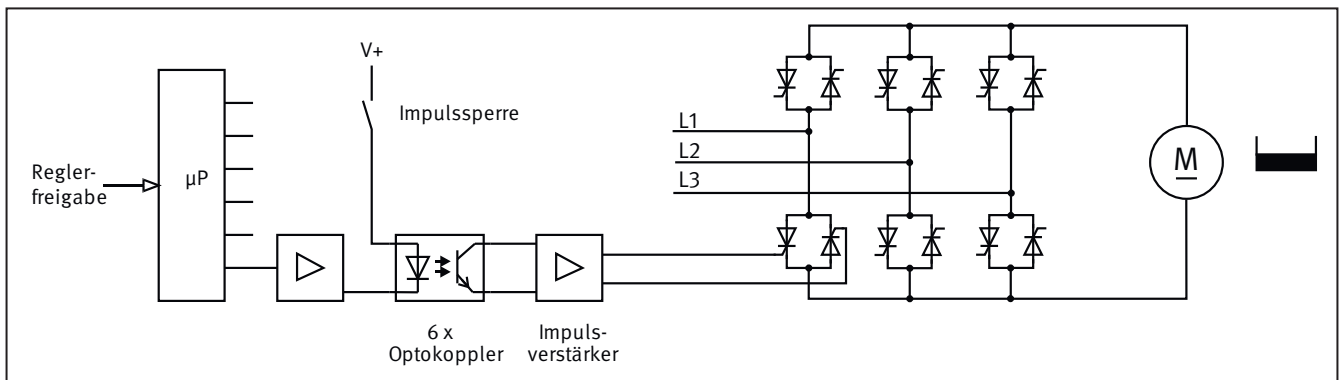 V+
Impulssperre
Regler-
freigabe
µP
L1
L2
L3
M
6 x
Optokoppler
Impuls-
verstärker